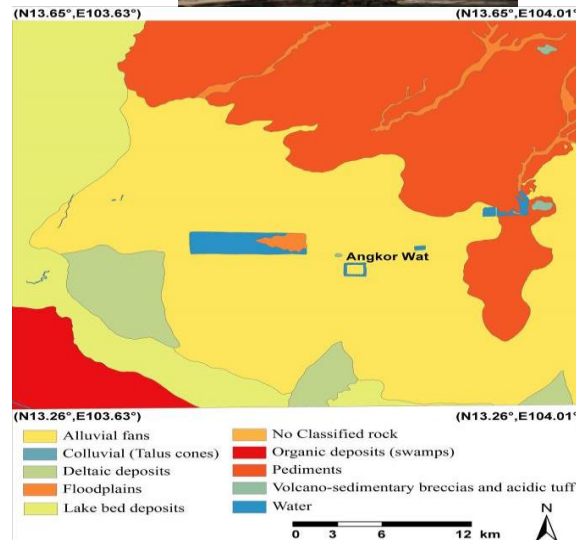 (N13.65°,E103.63°) (N13.65°,E104.01°)
Angkor Wat
(N13.26°,E103.63°) (N13.26°,E104.01°)
Alluvial fans
Colluvial (Talus cones)
Deltaic deposits
Floodplains
Lake bed deposits
No Classified rock
Organic deposits (swamps)
Pediments
Volcano-sedimentary breccias and acidic tuff
Water
0 3 6 12
km
N